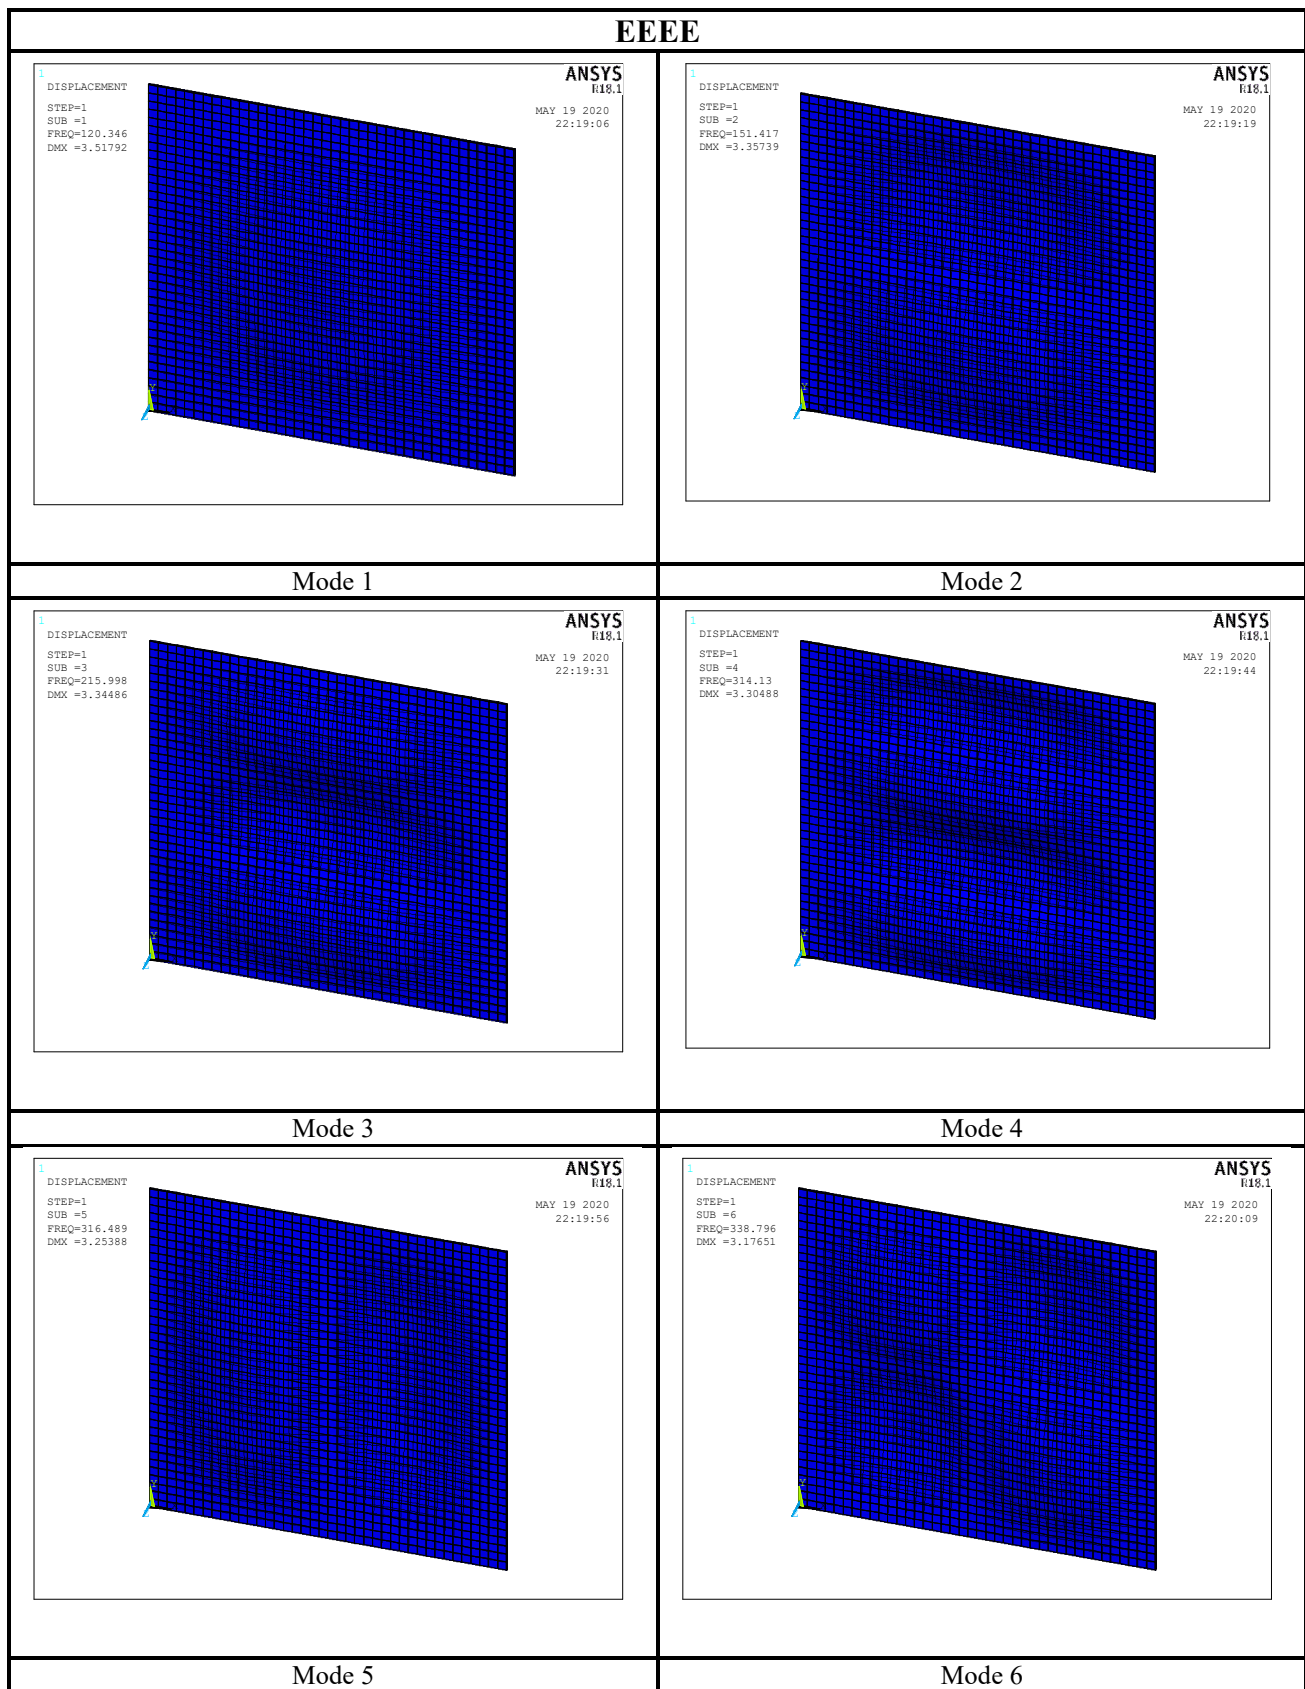 EEEE
1
DISPLACEMENT
STEP=1
SUB =1
FREQ=120.346
DMX =3.51792
ANSYS
R18.1
MAY 19 2020
22:19:06
Y
Z
1
DISPLACEMENT
STEP=1
SUB =2
FREQ=151.417
DMX =3.35739
ANSYS
R18.1
MAY 19 2020
22:19:19
Y
Z
Mode 1
Mode 2
1
DISPLACEMENT
STEP=1
SUB =3
FREQ=215.998
DMX =3.34486
ANSYS
R18.1
MAY 19 2020
22:19:31
Y
Z
1
DISPLACEMENT
STEP=1
SUB =4
FREQ=314.13
DMX =3.30488
ANSYS
R18.1
MAY 19 2020
22:19:44
Y
Z
Mode 3
Mode 4
1
DISPLACEMENT
STEP=1
SUB =5
FREQ=316.489
DMX =3.25388
ANSYS
R18.1
MAY 19 2020
22:19:56
Y
Z
1
DISPLACEMENT
STEP=1
SUB =6
FREQ=338.796
DMX =3.17651
ANSYS
R18.1
MAY 19 2020
22:20:09
Y
Z
Mode 5
Mode 6